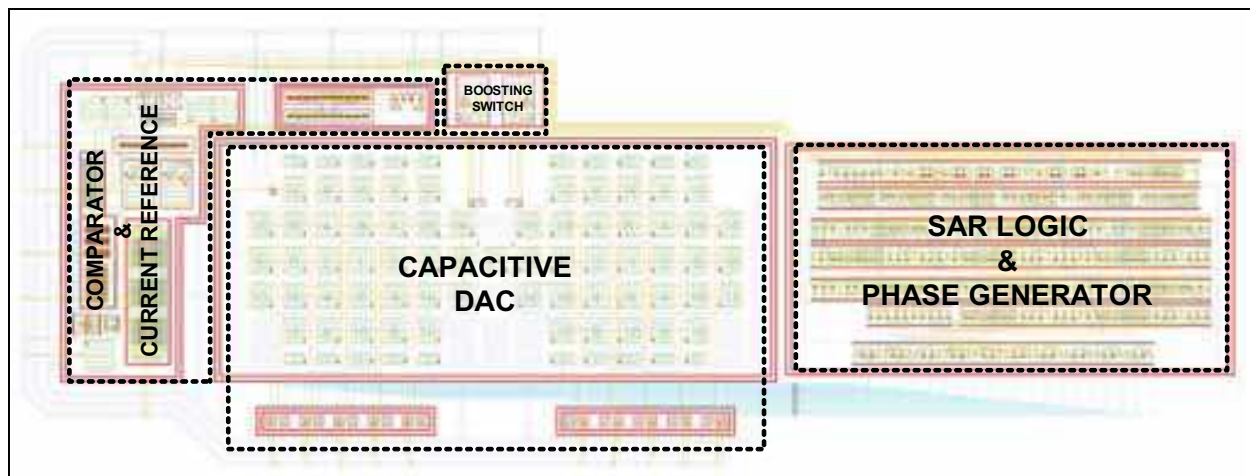 BOOSTING
SWITCH
COMPARATOR
&
CURRENT REFERENCE
CAPACITIVE
DAC
SAR LOGIC
&
PHASE GENERATOR